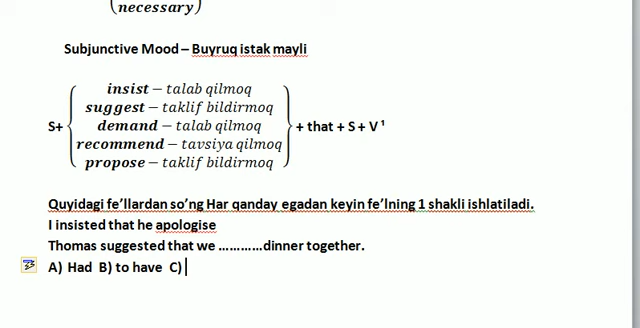 (necessary)
Subjunctive Mood – Buyruq istak mayli
insist – talab qilmoq
suggest – taklif bildirmoq
S+ { demand – talab qilmoq } + that + S + V¹
recommend – tavsiya qilmoq
propose – taklif bildirmoq
Quyidagi fe’llardan so’ng Har qanday egadan keyin fe’lning 1 shakli ishlatiladi.
I insisted that he apologise
Thomas suggested that we …………dinner together.
A) Had B) to have C)